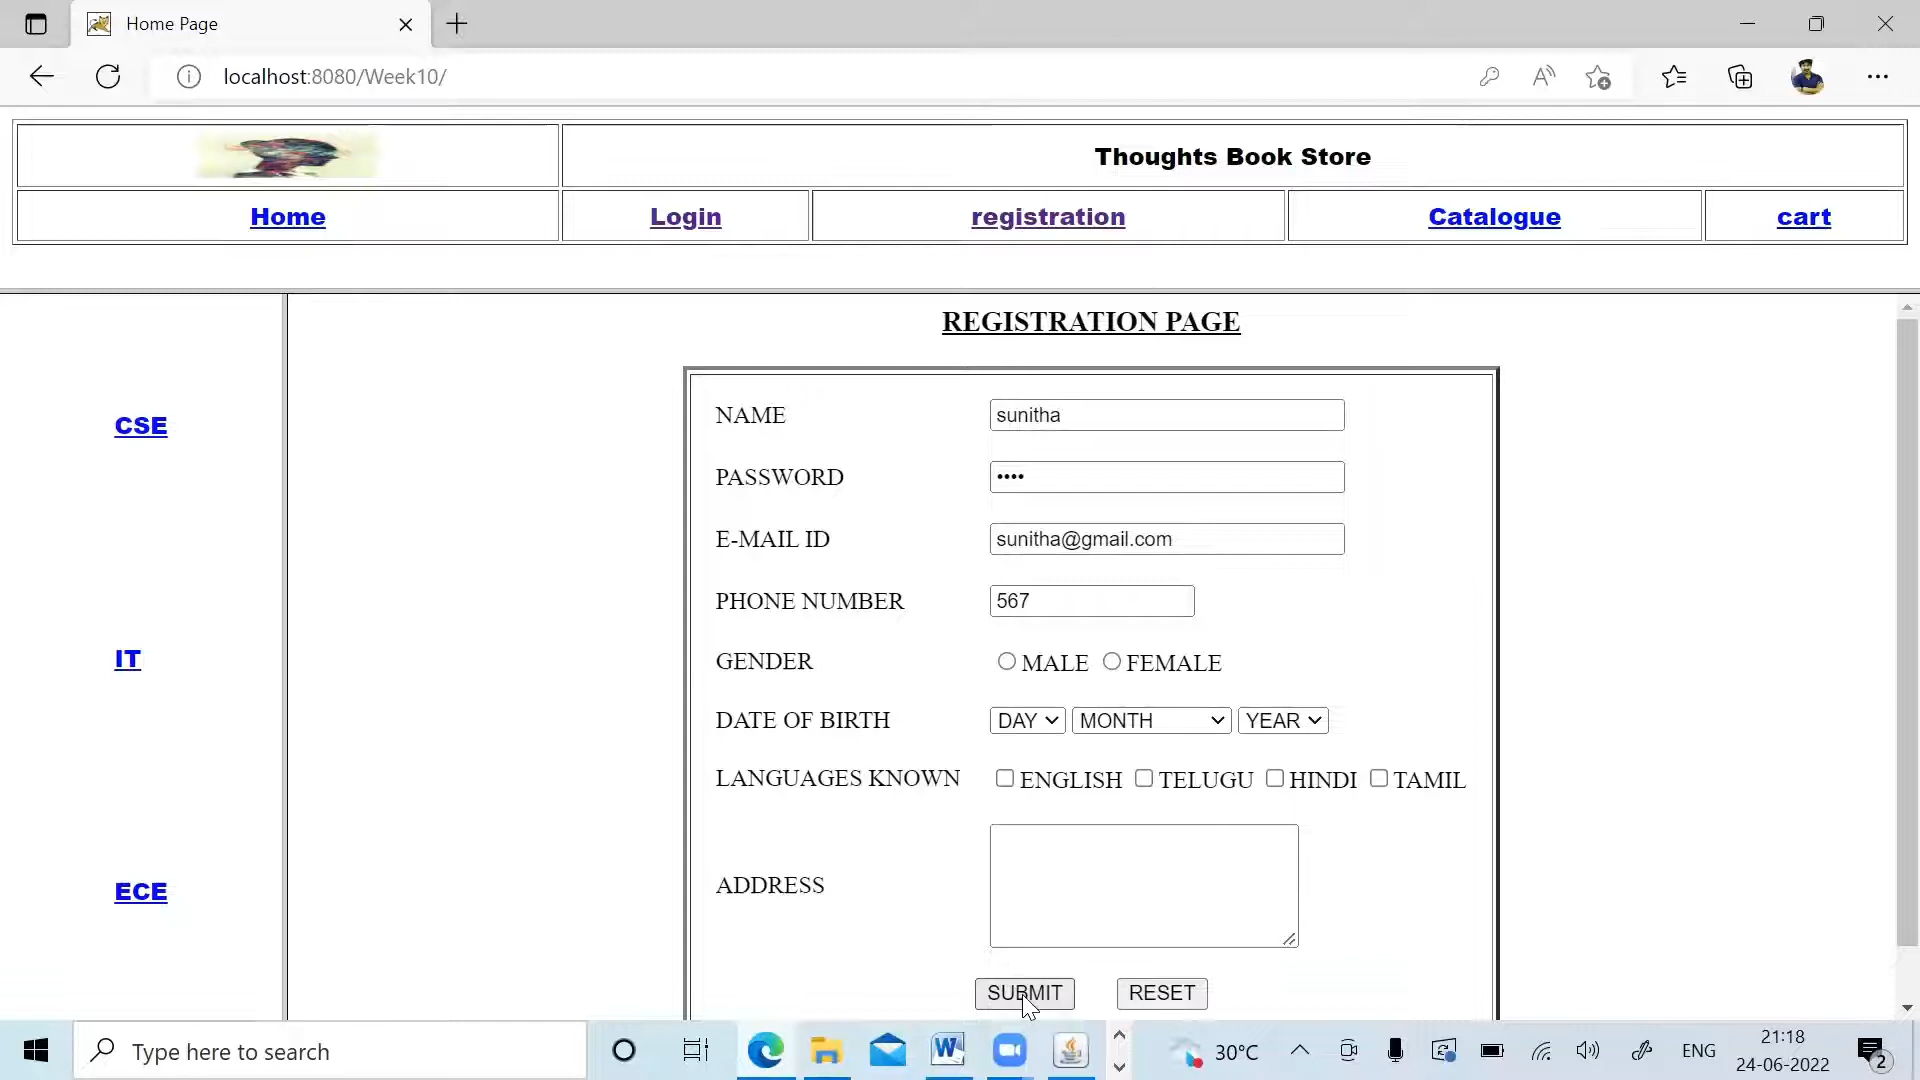 Home Page
localhost:8080/Week10/
Thoughts Book Store
Home Login registration Catalogue cart
REGISTRATION PAGE
CSE
IT
ECE
NAME sunitha
PASSWORD ••••
E-MAIL ID sunitha@gmail.com
PHONE NUMBER 567
GENDER MALE FEMALE
DATE OF BIRTH DAY MONTH YEAR
LANGUAGES KNOWN ENGLISH TELUGU HINDI TAMIL
ADDRESS
SUBMIT RESET
Type here to search
30°C
ENG
21:18
24-06-2022
2